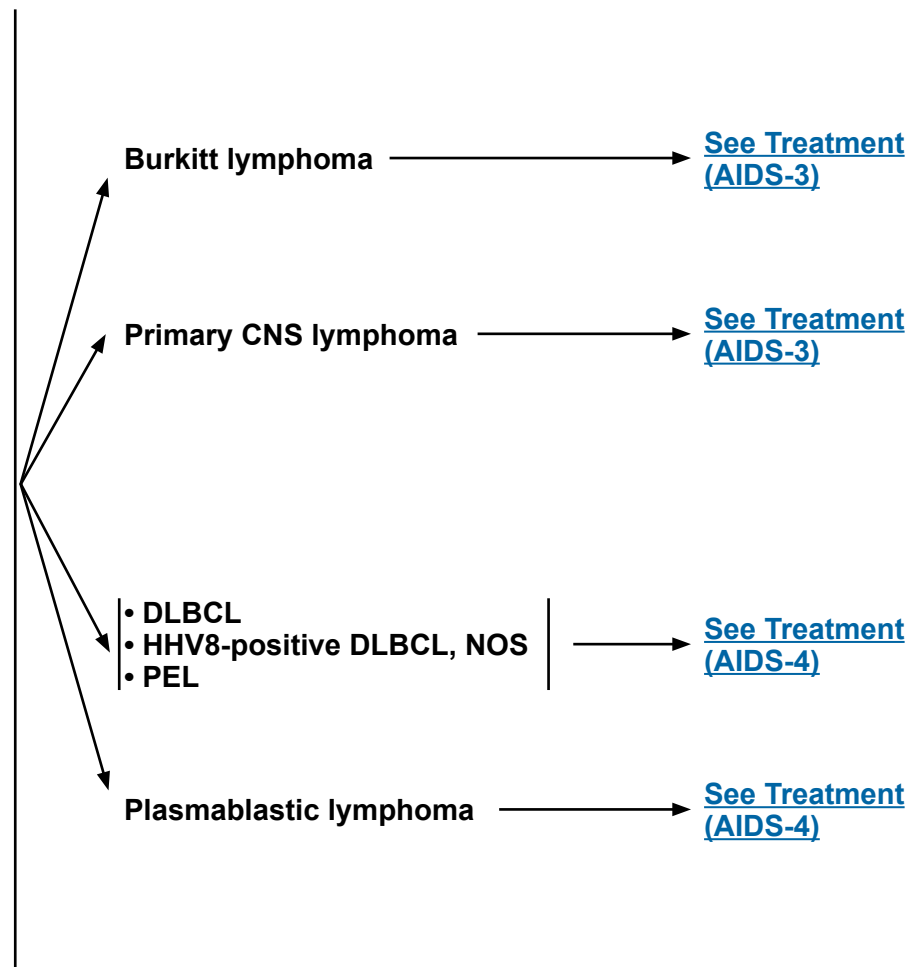 Burkitt lymphoma
See Treatment
(AIDS-3)
Primary CNS lymphoma
See Treatment
(AIDS-3)
• DLBCL
• HHV8-positive DLBCL, NOS
• PEL
See Treatment
(AIDS-4)
Plasmablastic lymphoma
See Treatment
(AIDS-4)